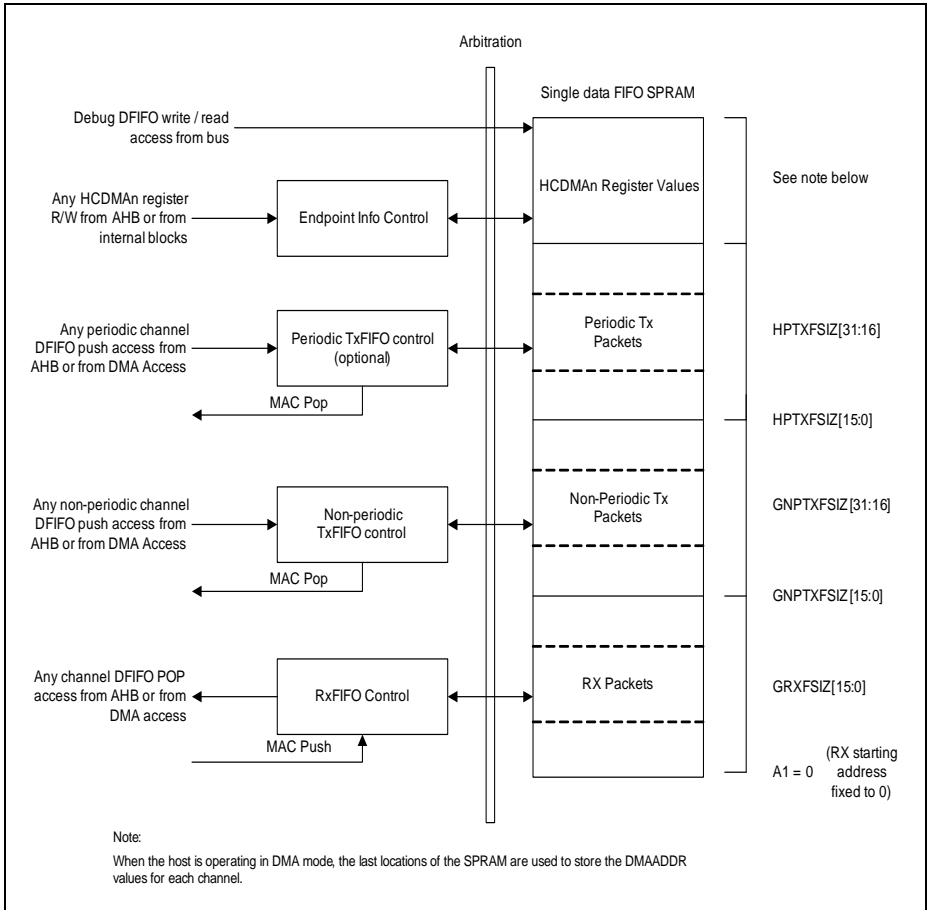 Arbitration
Single data FIFO SPRAM
Debug DFIFO write / read
access from bus
HCDMAn Register Values
See note below
Any HCDMAn register
R/W from AHB or from
internal blocks
Endpoint Info Control
Any periodic channel
DFIFO push access from
AHB or from DMA Access
Periodic TxFIFO control
(optional)
Periodic Tx
Packets
HPTXFSIZ[31:16]
MAC Pop
HPTXFSIZ[15:0]
Any non-periodic channel
DFIFO push access from
AHB or from DMA Access
Non-periodic
TxFIFO control
Non-Periodic Tx
Packets
GNPTXFSIZ[31:16]
MAC Pop
GNPTXFSIZ[15:0]
Any channel DFIFO POP
access from AHB or from
DMA access
RxFIFO Control
RX Packets
GRXFSIZ[15:0]
MAC Push
A1 = 0
(RX starting
address
fixed to 0)
Note:
When the host is operating in DMA mode, the last locations of the SPRAM are used to store the DMAADDR
values for each channel.